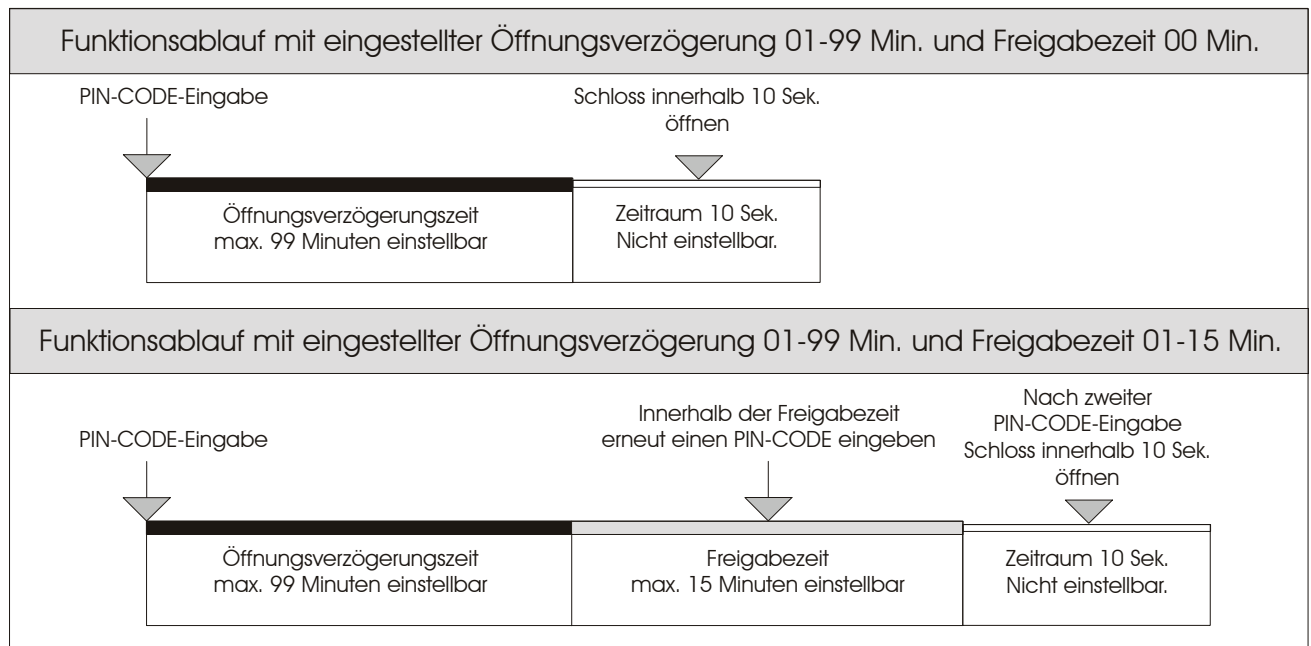 Funktionsablauf mit eingestellter Öffnungsverzögerung 01-99 Min. und Freigabezeit 00 Min.
PIN-CODE-Eingabe
Schloss innerhalb 10 Sek.
öffnen
Öffnungsverzögerungszeit
max. 99 Minuten einstellbar
Zeitraum 10 Sek.
Nicht einstellbar.
Funktionsablauf mit eingestellter Öffnungsverzögerung 01-99 Min. und Freigabezeit 01-15 Min.
PIN-CODE-Eingabe
Innerhalb der Freigabezeit
erneut einen PIN-CODE eingeben
Nach zweiter
PIN-CODE-Eingabe
Schloss innerhalb 10 Sek.
öffnen
Öffnungsverzögerungszeit
max. 99 Minuten einstellbar
Freigabezeit
max. 15 Minuten einstellbar
Zeitraum 10 Sek.
Nicht einstellbar.